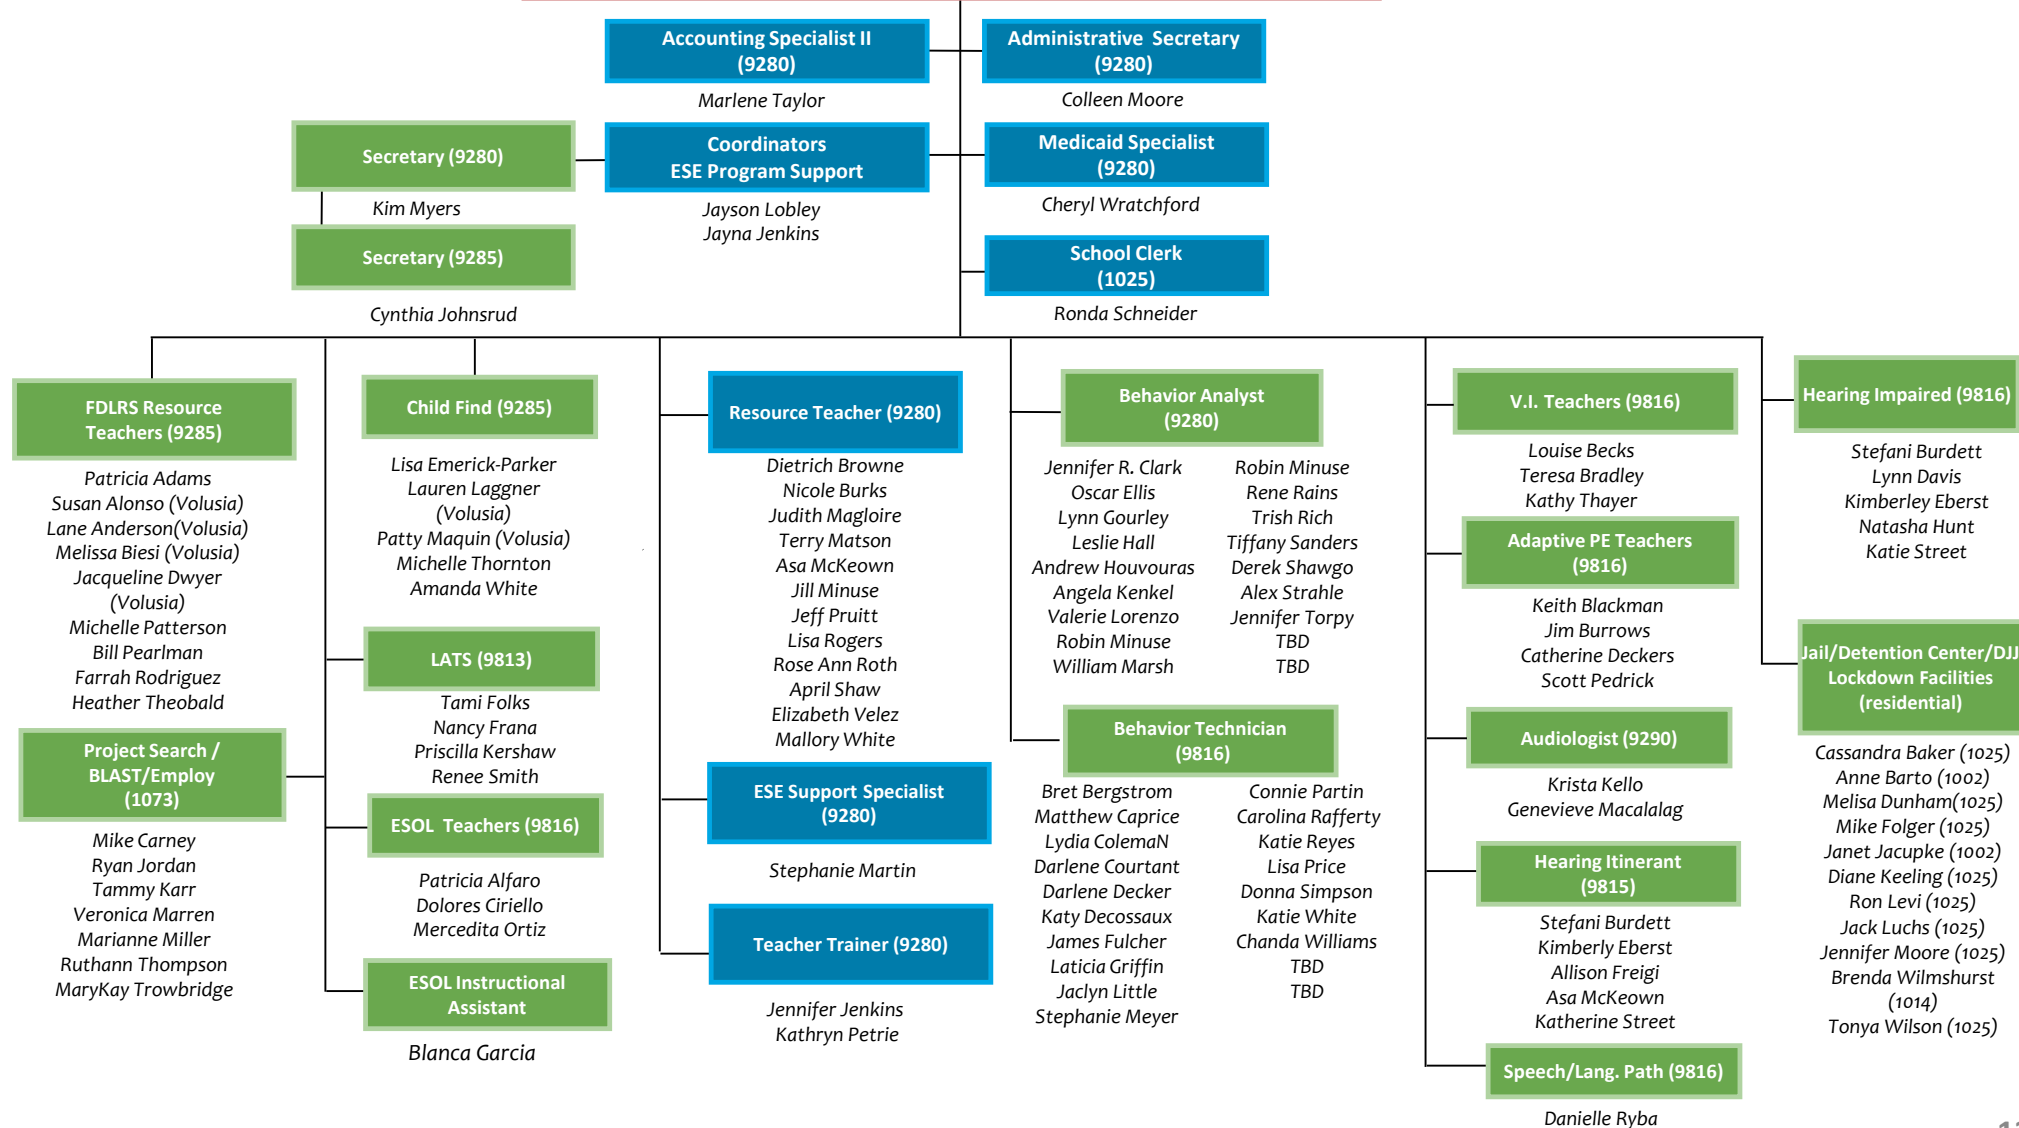 Accounting Specialist II
(9280)
Marlene Taylor
Administrative Secretary
(9280)
Colleen Moore
Secretary (9280)
Kim Myers
Coordinators
ESE Program Support
Jayson Lobley
Jayna Jenkins
Medicaid Specialist
(9280)
Cheryl Wratchford
Secretary (9285)
Cynthia Johnsrud
School Clerk
(1025)
Ronda Schneider
FDLRS Resource
Teachers (9285)
Patricia Adams
Susan Alonso (Volusia)
Lane Anderson(Volusia)
Melissa Biesi (Volusia)
Jacqueline Dwyer
(Volusia)
Michelle Patterson
Bill Pearlman
Farrah Rodriguez
Heather Theobald
Project Search /
BLAST/Employ
(1073)
Mike Carney
Ryan Jordan
Tammy Karr
Veronica Marren
Marianne Miller
Ruthann Thompson
MaryKay Trowbridge
Child Find (9285)
Lisa Emerick-Parker
Lauren Laggner
(Volusia)
Patty Maquin (Volusia)
Michelle Thornton
Amanda White
LATS (9813)
Tami Folks
Nancy Frana
Priscilla Kershaw
Renee Smith
ESOL Teachers (9816)
Patricia Alfaro
Dolores Ciriello
Mercedita Ortiz
ESOL Instructional
Assistant
Blanca Garcia
Resource Teacher (9280)
Dietrich Browne
Nicole Burks
Judith Magloire
Terry Matson
Asa McKeown
Jill Minuse
Jeff Pruitt
Lisa Rogers
Rose Ann Roth
April Shaw
Elizabeth Velez
Mallory White
ESE Support Specialist
(9280)
Stephanie Martin
Teacher Trainer (9280)
Jennifer Jenkins
Kathryn Petrie
Behavior Analyst
(9280)
Jennifer R. Clark
Oscar Ellis
Lynn Gourley
Leslie Hall
Andrew Houvouras
Angela Kenkel
Valerie Lorenzo
Robin Minuse
William Marsh
Robin Minuse
Rene Rains
Trish Rich
Tiffany Sanders
Derek Shawgo
Alex Strahle
Jennifer Torpy
TBD
TBD
Behavior Technician
(9816)
Bret Bergstrom
Matthew Caprice
Lydia ColemaN
Darlene Courtant
Darlene Decker
Katy Decossaux
James Fulcher
Laticia Griffin
Jaclyn Little
Stephanie Meyer
Connie Partin
Carolina Rafferty
Katie Reyes
Lisa Price
Donna Simpson
Katie White
Chanda Williams
TBD
TBD
V.I. Teachers (9816)
Louise Becks
Teresa Bradley
Kathy Thayer
Adaptive PE Teachers
(9816)
Keith Blackman
Jim Burrows
Catherine Deckers
Scott Pedrick
Audiologist (9290)
Krista Kello
Genevieve Macalalag
Hearing Itinerant
(9815)
Stefani Burdett
Kimberly Eberst
Allison Freigi
Asa McKeown
Katherine Street
Speech/Lang. Path (9816)
Danielle Ryba
Hearing Impaired (9816)
Stefani Burdett
Lynn Davis
Kimberley Eberst
Natasha Hunt
Katie Street
Jail/Detention Center/DJJ
Lockdown Facilities
(residential)
Cassandra Baker (1025)
Anne Barto (1002)
Melisa Dunham(1025)
Mike Folger (1025)
Janet Jacupke (1002)
Diane Keeling (1025)
Ron Levi (1025)
Jack Luchs (1025)
Jennifer Moore (1025)
Brenda Wilmshurst
(1014)
Tonya Wilson (1025)